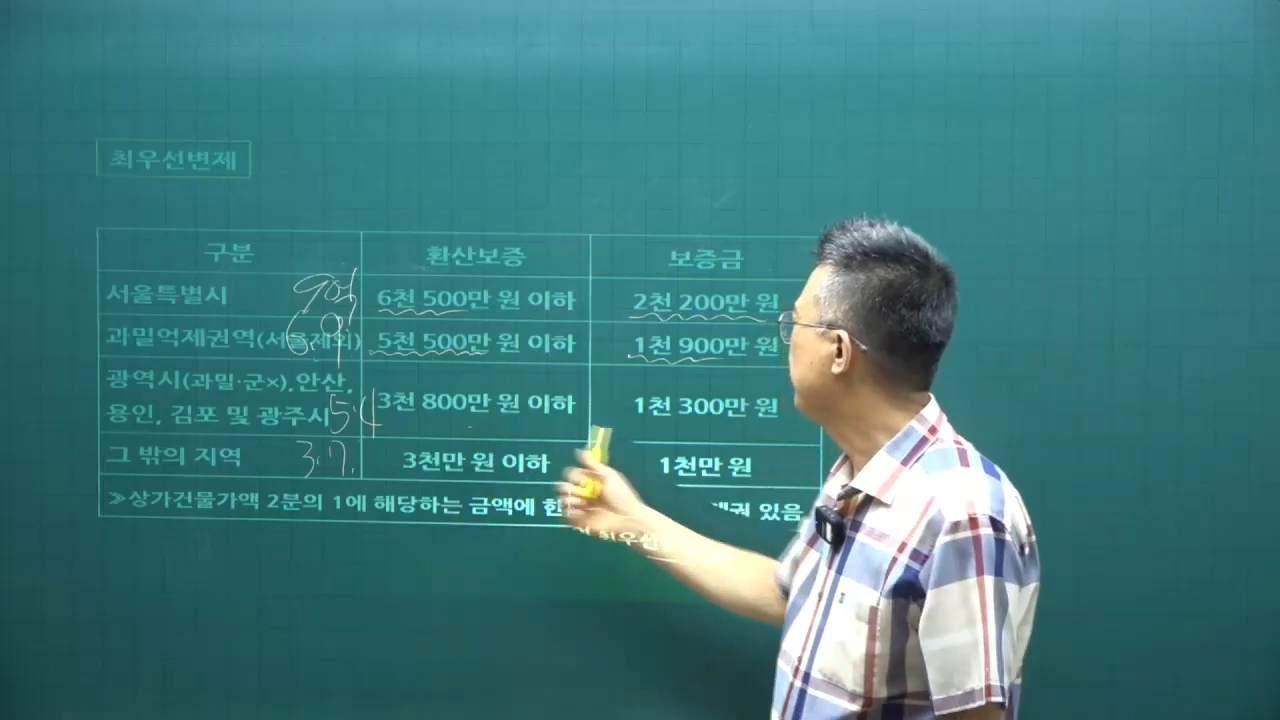 최우선변제
구분 환산보증 보증금
서울특별시 9억 6천 500만 원 이하 2천 200만 원
과밀억제권역(서울제외) 6.9 5천 500만 원 이하 1천 900만 원
광역시(과밀·군×),안산,
용인, 김포 및 광주시 5.4 3천 800만 원 이하 1천 300만 원
그 밖의 지역 3.7. 3천만 원 이하 1천만 원
≫상가건물가액 2분의 1에 해당하는 금액에 한 있음
최우선